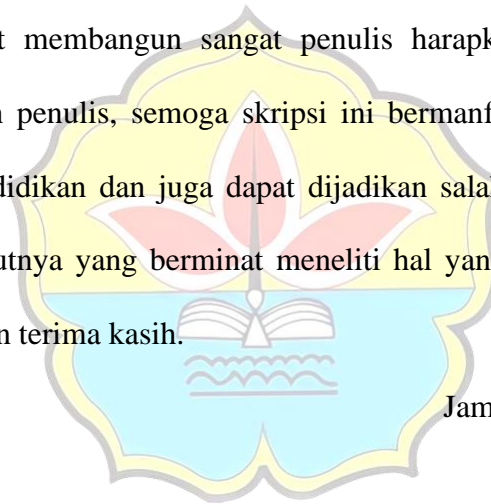 t membangun sangat penulis harapk
penulis, semoga skripsi ini bermanf
didikan dan juga dapat dijadikan sala
utnya yang berminat meneliti hal yan
n terima kasih.
Jam